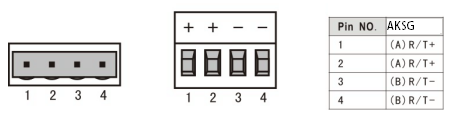 1 2 3 4
+ + − −
1 2 3 4
Pin NO. AKSG
1 (A)R/T+
2 (A)R/T+
3 (B)R/T−
4 (B)R/T−